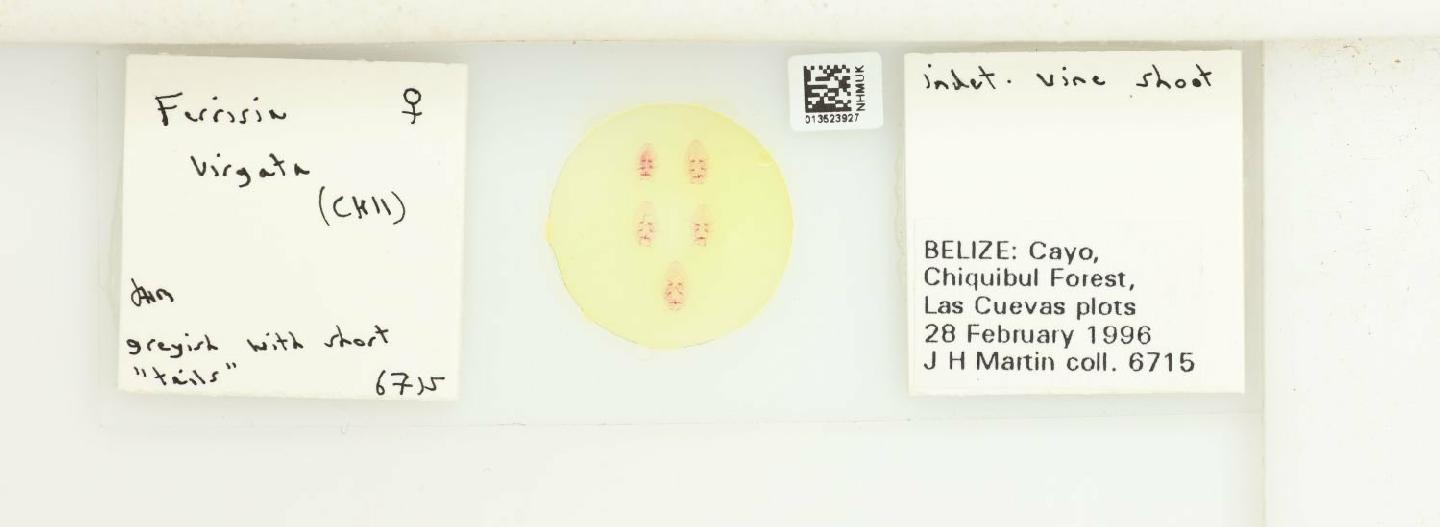 Ferrisia ♀
virgata
(CKll)
greyish with short
"tails"
6715
NHMUK
013523927
indet. vine shoot
BELIZE: Cayo,
Chiquibul Forest,
Las Cuevas plots
28 February 1996
J H Martin coll. 6715